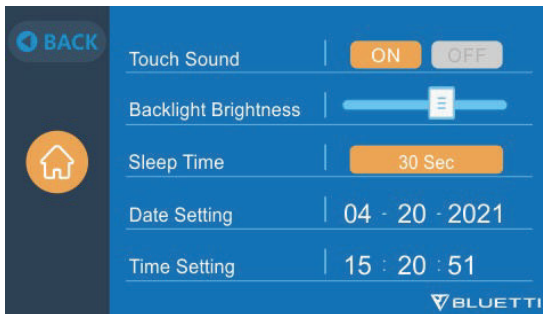 BACK
Touch Sound ON OFF
Backlight Brightness
Sleep Time 30 Sec
Date Setting 04 - 20 - 2021
Time Setting 15 : 20 : 51
BLUETTI